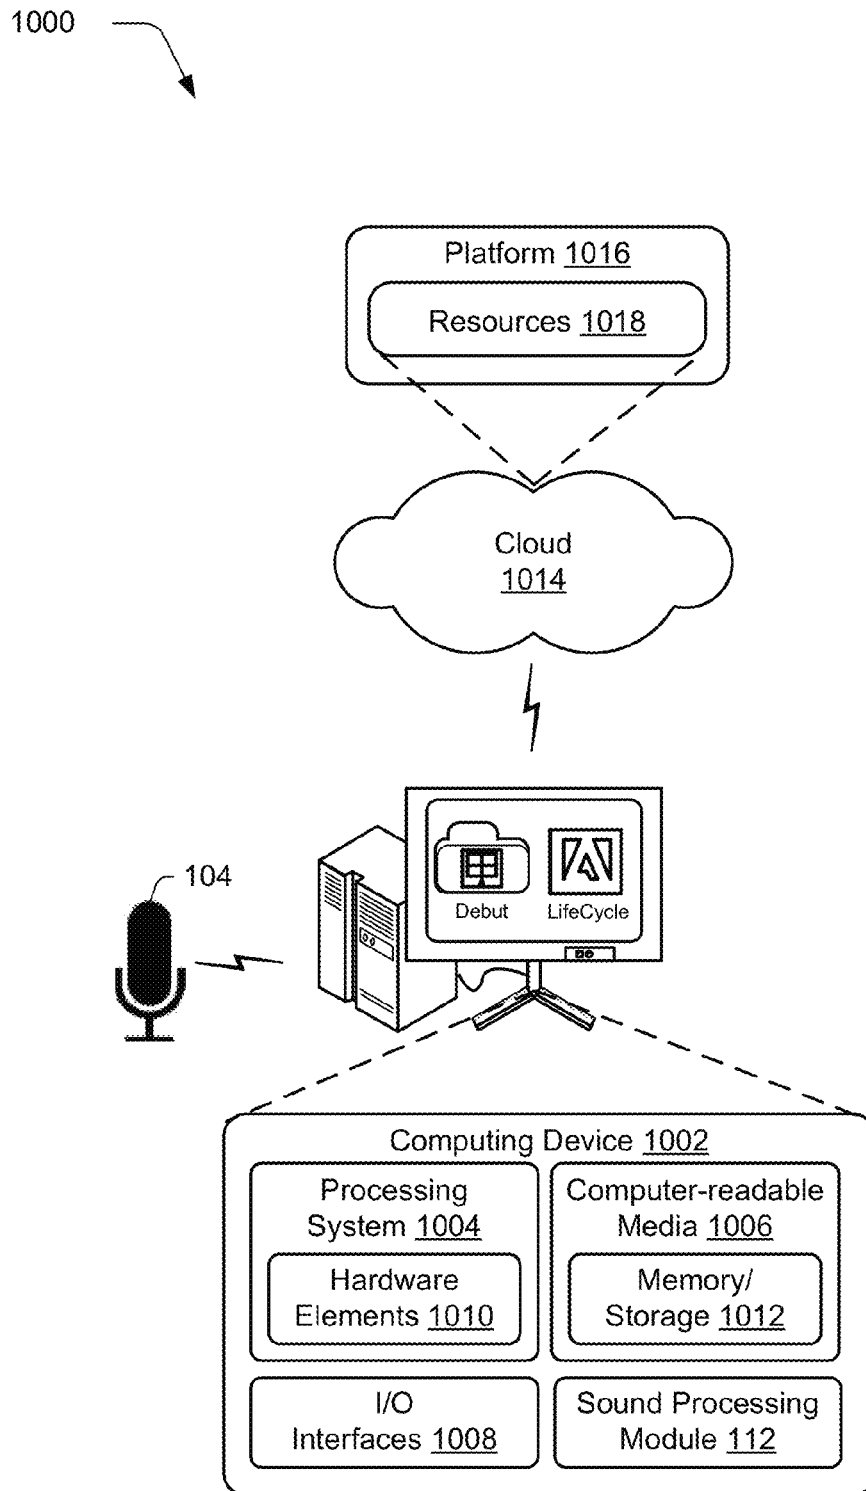 1000
Platform 1016
Resources 1018
Cloud
1014
104
Debut LifeCycle
Computing Device 1002
Processing
System 1004
Hardware
Elements 1010
Computer-readable
Media 1006
Memory/
Storage 1012
I/O
Interfaces 1008
Sound Processing
Module 112